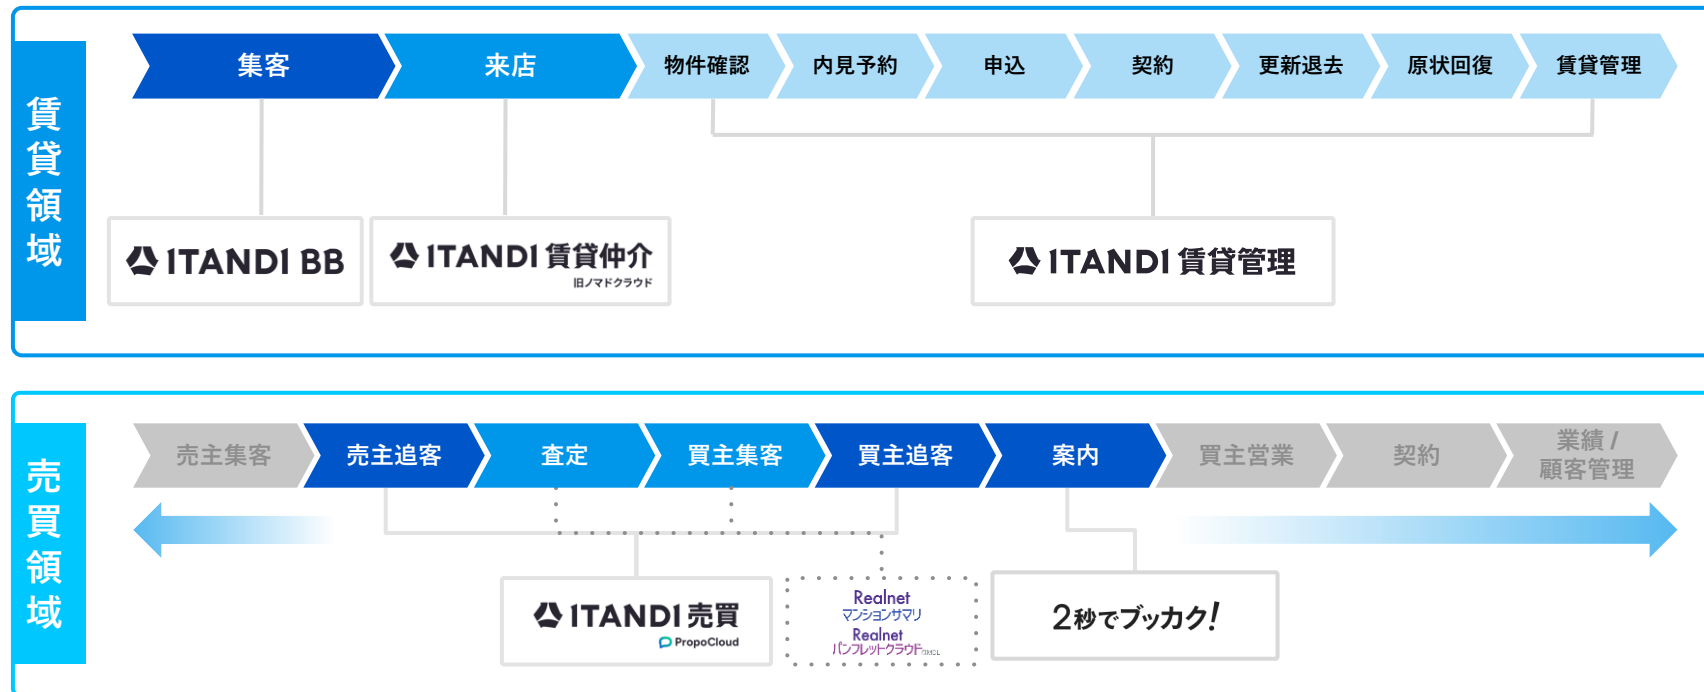 賃貸領域
集客
来店
物件確認
内見予約
申込
契約
更新退去
原状回復
賃貸管理
ITANDI BB
ITANDI 賃貸仲介
旧ノマドクラウド
ITANDI 賃貸管理
売買領域
売主集客
売主追客
査定
買主集客
買主追客
案内
買主営業
契約
業績 /
顧客管理
ITANDI 売買
PropoCloud
Realnet
マンションサマリ
Realnet
パンフレットクラウド
2秒でブッカク!